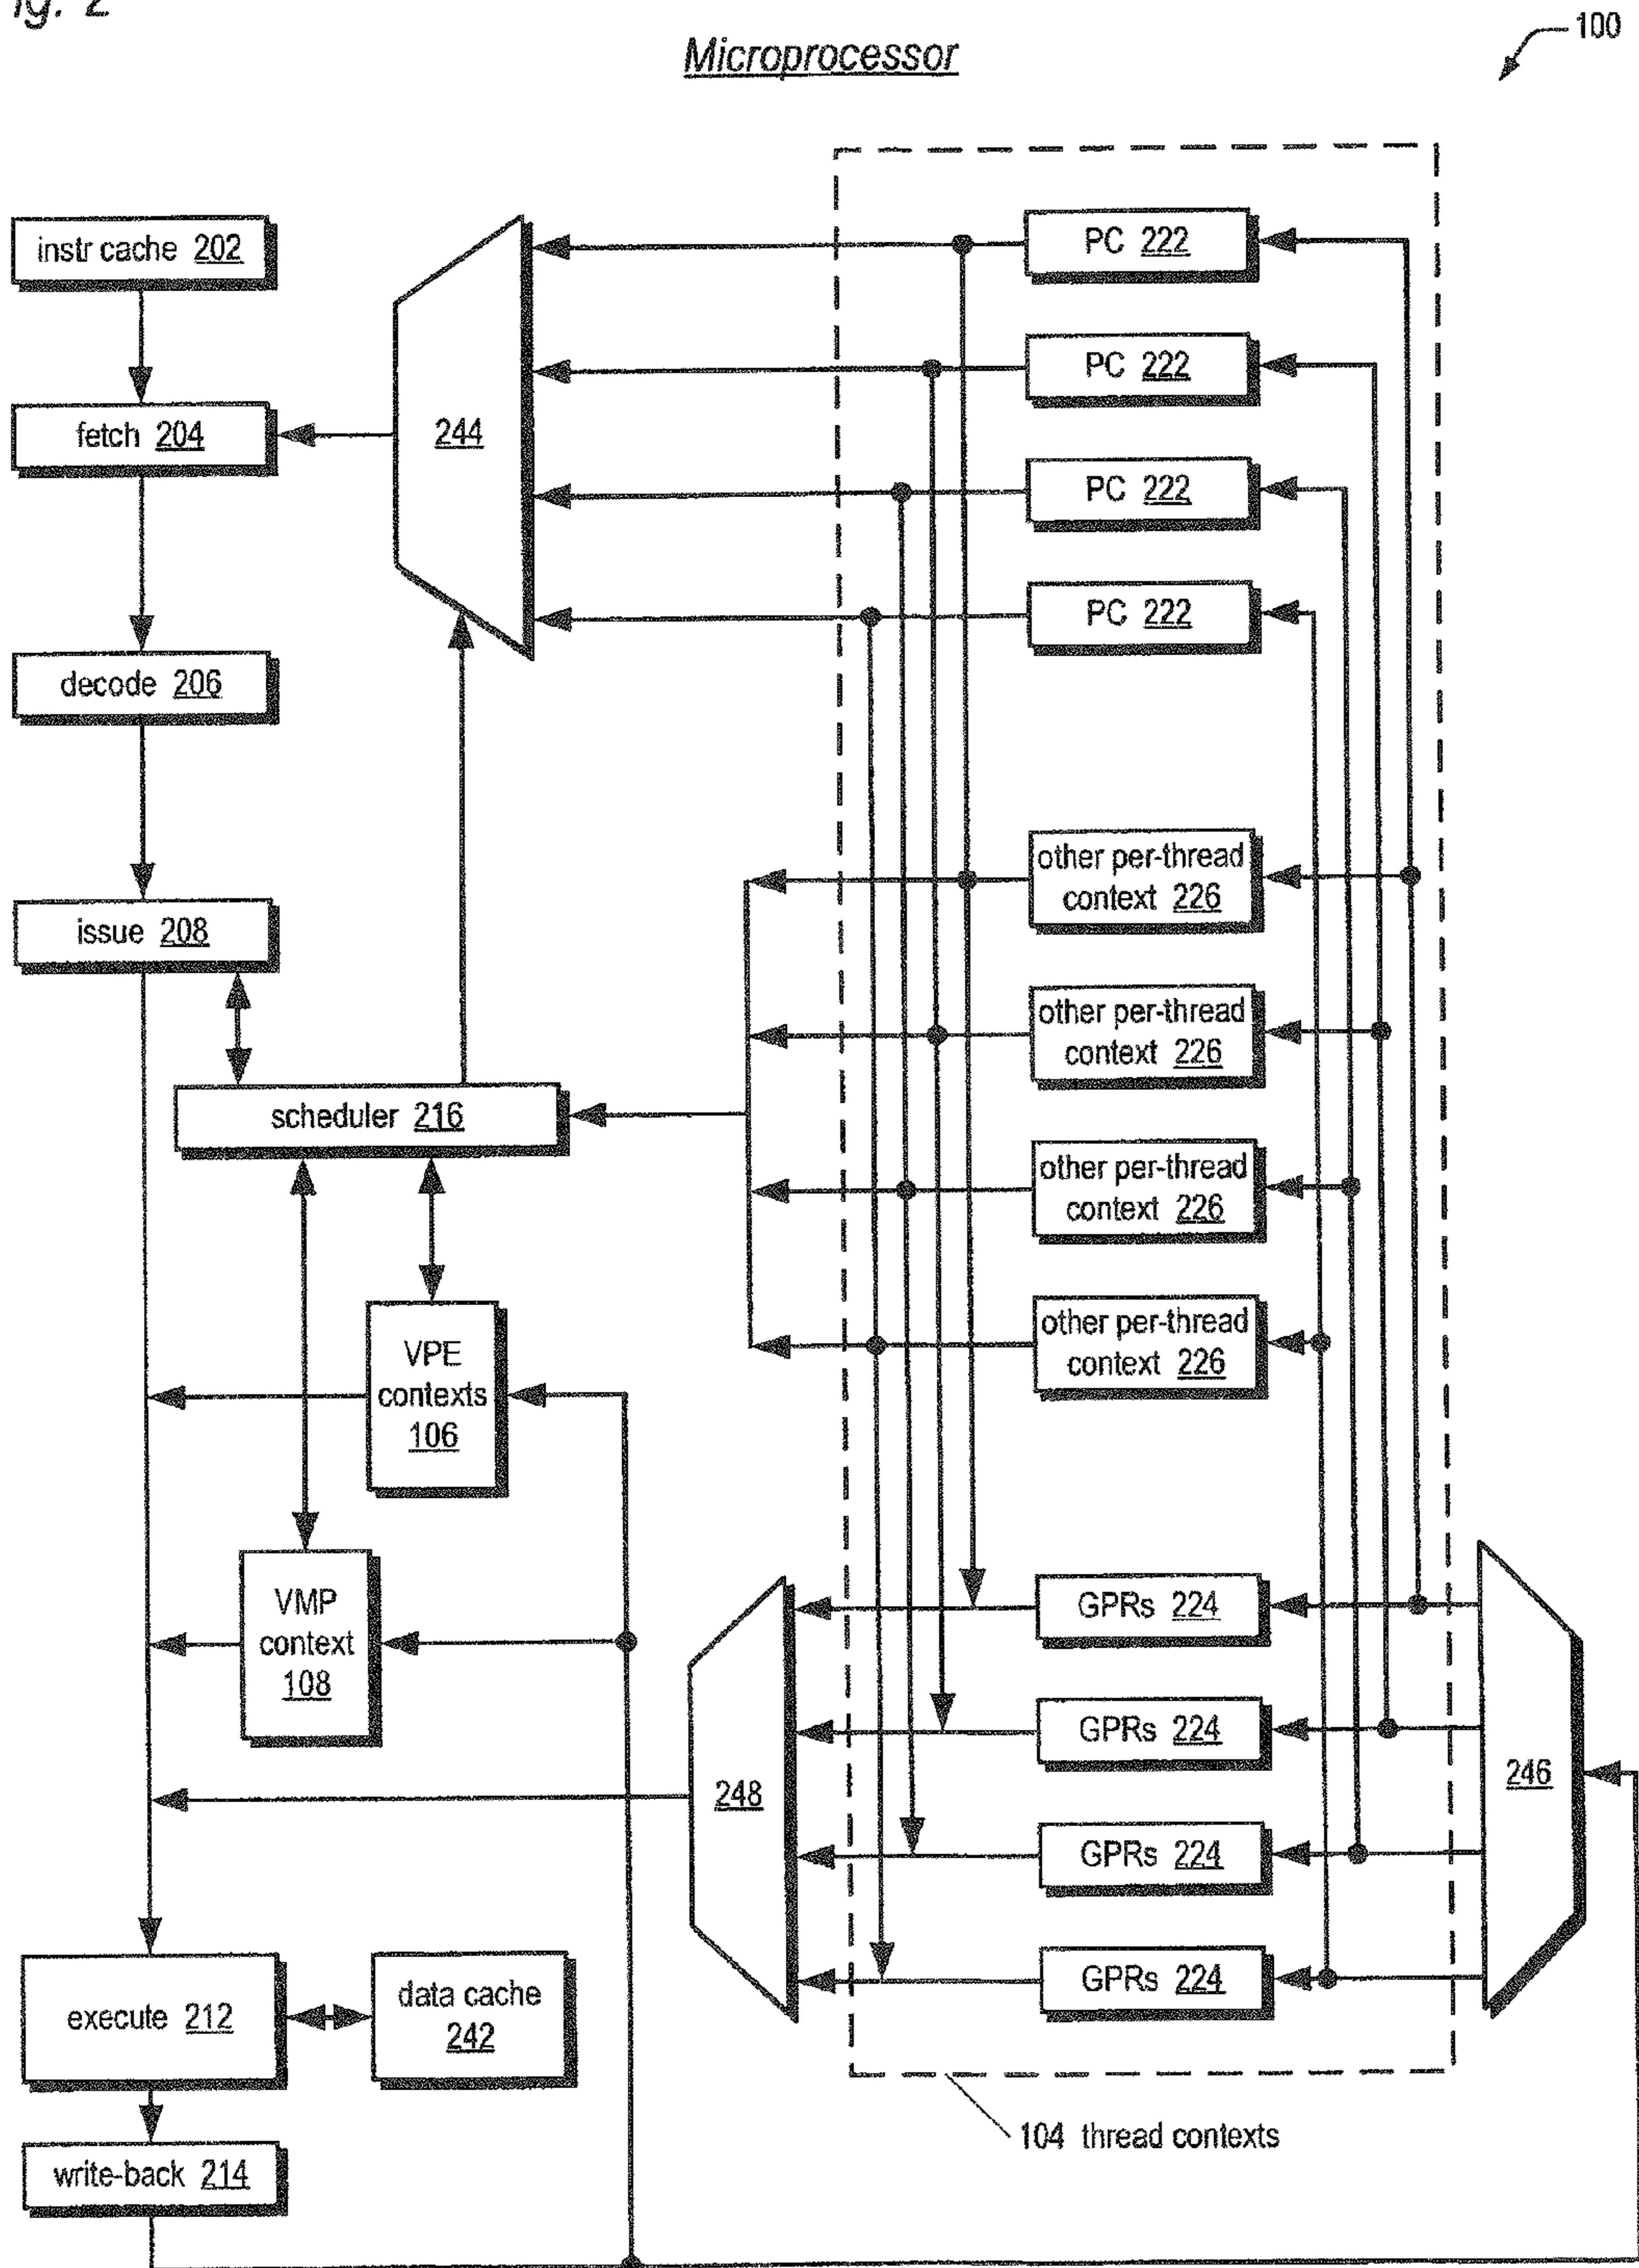 Fig. 2
Microprocessor
100
instr cache 202
PC 222
PC 222
fetch 204
244
PC 222
PC 222
decode 206
other per-thread
context 226
issue 208
other per-thread
context 226
scheduler 216
other per-thread
context 226
other per-thread
context 226
VPE
contexts
106
VMP
context
108
GPRs 224
GPRs 224
248
246
GPRs 224
GPRs 224
execute 212
data cache
242
104 thread contexts
write-back 214